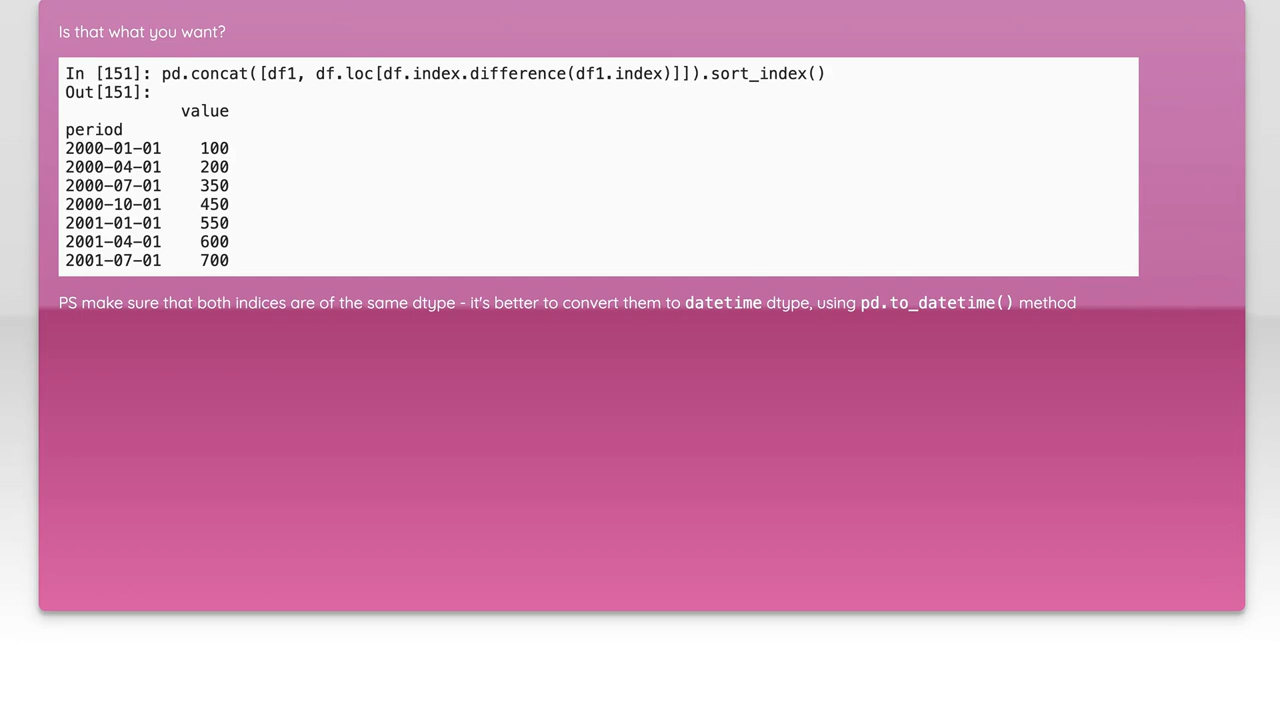 Is that what you want?
In [151]: pd.concat([df1, df.loc[df.index.difference(df1.index)]]).sort_index()
Out[151]:
            value
period
2000-01-01    100
2000-04-01    200
2000-07-01    350
2000-10-01    450
2001-01-01    550
2001-04-01    600
2001-07-01    700
PS make sure that both indices are of the same dtype - it's better to convert them to datetime dtype, using pd.to_datetime() method